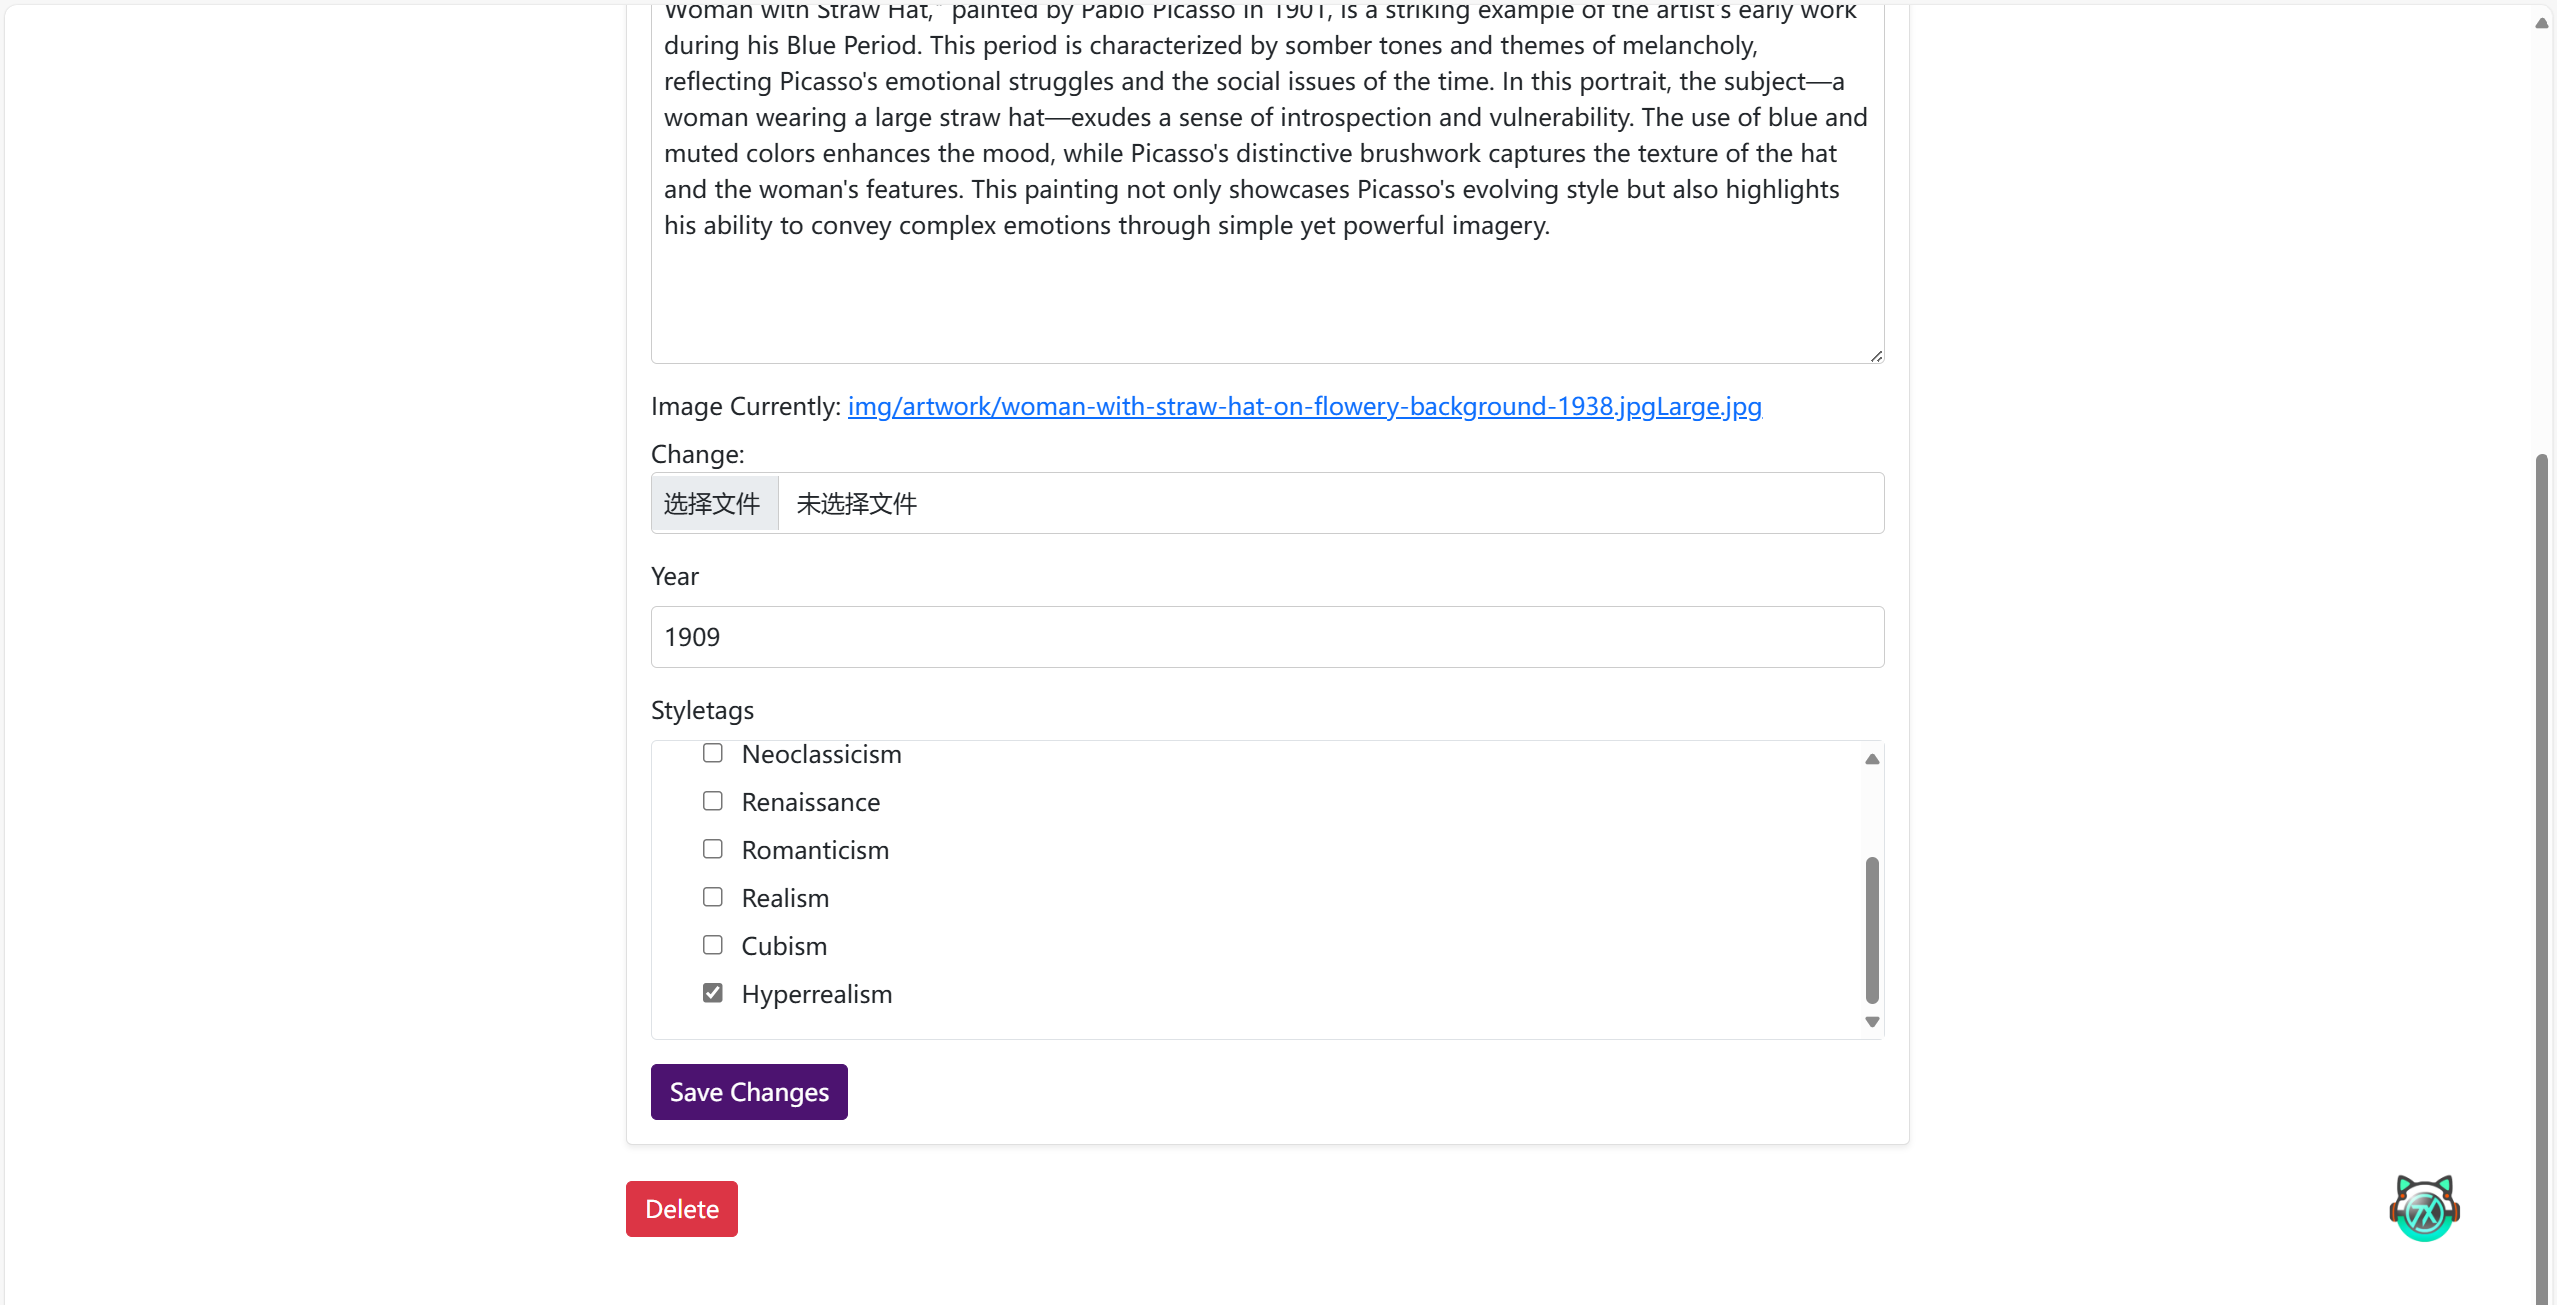 Woman with Straw Hat," painted by Pablo Picasso in 1901, is a striking example of the artist's early work
during his Blue Period. This period is characterized by somber tones and themes of melancholy,
reflecting Picasso's emotional struggles and the social issues of the time. In this portrait, the subject—a
woman wearing a large straw hat—exudes a sense of introspection and vulnerability. The use of blue and
muted colors enhances the mood, while Picasso's distinctive brushwork captures the texture of the hat
and the woman's features. This painting not only showcases Picasso's evolving style but also highlights
his ability to convey complex emotions through simple yet powerful imagery.
Image Currently: img/artwork/woman-with-straw-hat-on-flowery-background-1938.jpgLarge.jpg
Change:
选择文件 未选择文件
Year
1909
Styletags
Neoclassicism
Renaissance
Romanticism
Realism
Cubism
Hyperrealism
Save Changes
Delete
7X